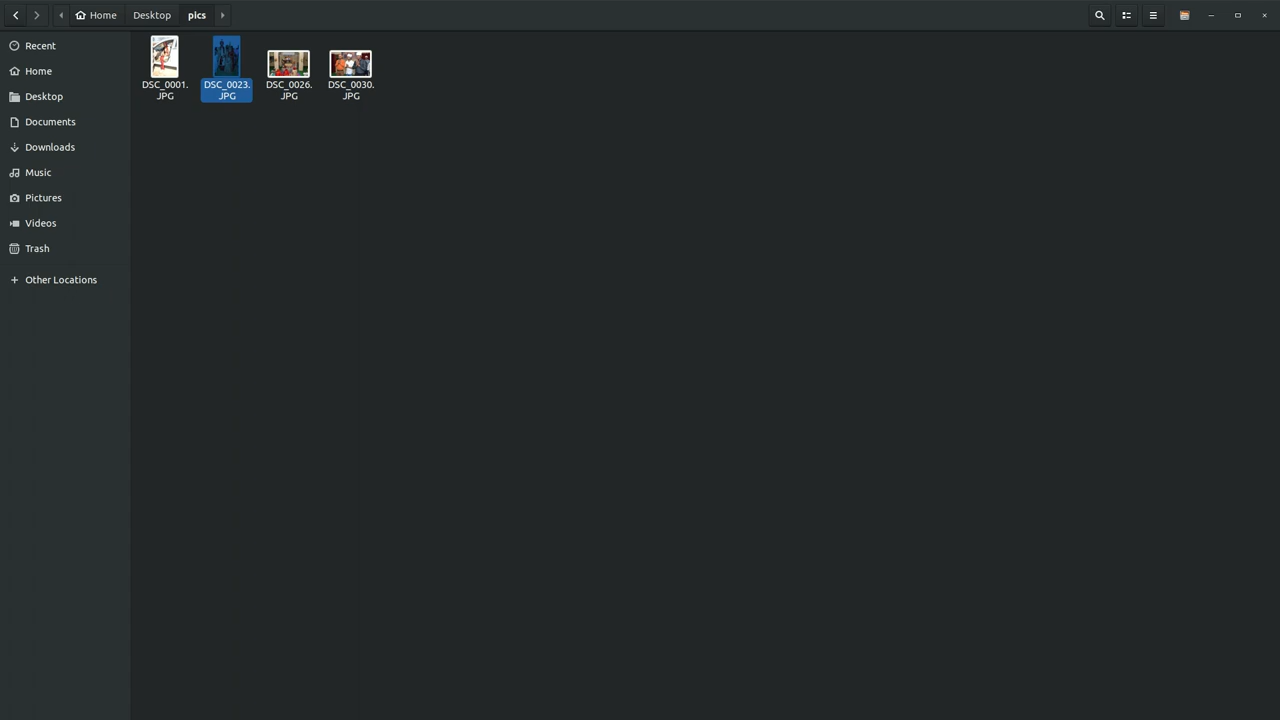 Home Desktop pics
Recent
Home
Desktop
Documents
Downloads
Music
Pictures
Videos
Trash
Other Locations
DSC_0001.
JPG
DSC_0023.
JPG
DSC_0026.
JPG
DSC_0030.
JPG